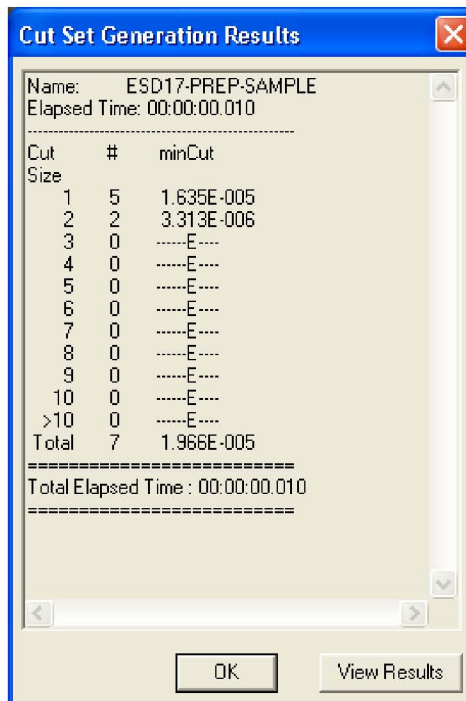 Cut Set Generation Results
Name: ESD17-PREP-SAMPLE
Elapsed Time: 00:00:00.010
--------------------------------------------
Cut # minCut
Size
1 5 1.635E-005
2 2 3.313E-006
3 0 ------E----
4 0 ------E----
5 0 ------E----
6 0 ------E----
7 0 ------E----
8 0 ------E----
9 0 ------E----
10 0 ------E----
>10 0 ------E----
Total 7 1.966E-005
===========================
Total Elapsed Time : 00:00:00.010
===========================
OK View Results